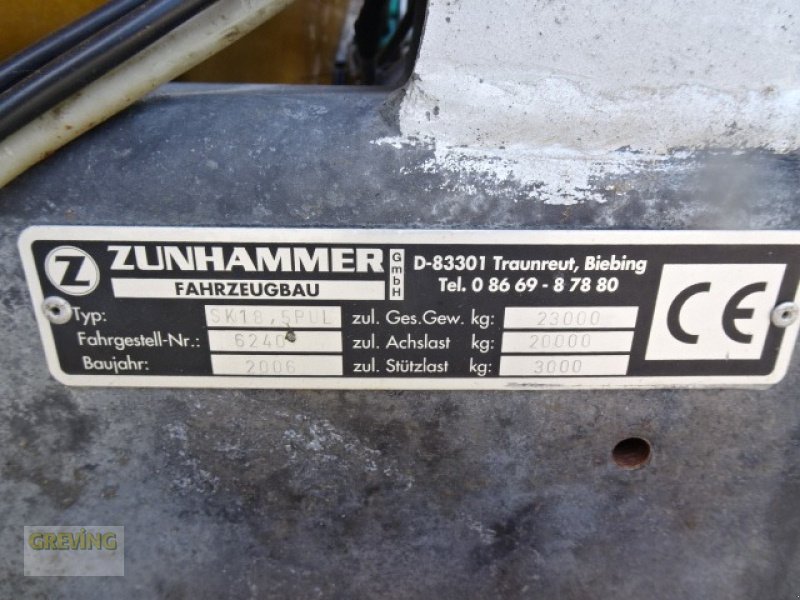 Z ZUNHAMMER GmbH
FAHRZEUGBAU
D-83301 Traunreut, Biebing
Tel. 0 86 69 - 8 78 80
Typ: SK18,5PUL zul. Ges.Gew. kg: 23000
Fahrgestell-Nr.: 6240 zul. Achslast kg: 20000
Baujahr: 2006 zul. Stützlast kg: 3000
CE
GREVING